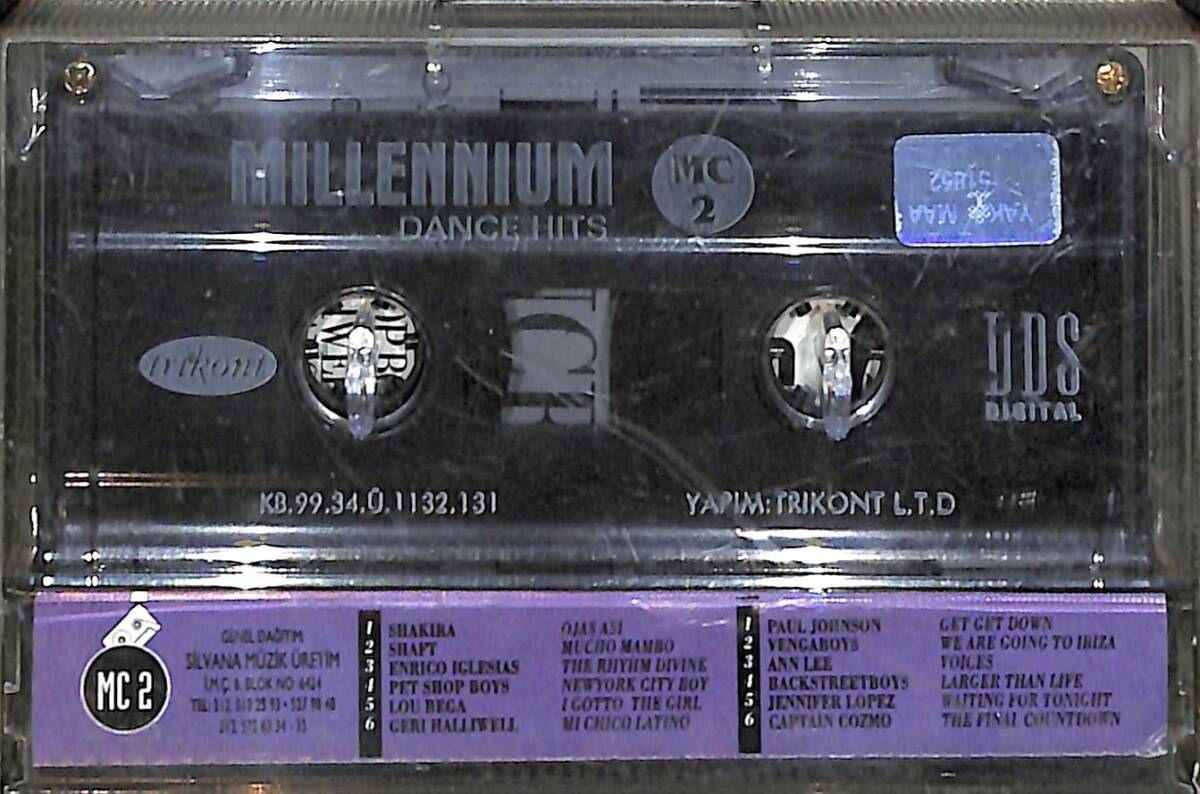 MILLENNIUM
DANCE HITS
MC
2
trikont
DDS
DIGITAL
KB.99.34.Ü.1132.131
YAPIM: TRIKONT L.T.D
MC 2
GENEL DAĞITIM
SİLVANA MÜZİK ÜRETİM
İ.M.Ç. 6. BLOK NO: 6424
1 SHAKIRA OJAS ASI
2 SHAFT MUCHO MAMBO
3 ENRICO IGLESIAS THE RHYHM DIVINE
4 PET SHOP BOYS NEWYORK CITY BOY
5 LOU BEGA I GOTTO THE GIRL
6 GERI HALLIWELL MI CHICO LATINO
1 PAUL JOHNSON GET GET DOWN
2 VENGABOYS WE ARE GOING TO IBIZA
3 ANN LEE VOICES
4 BACKSTREETBOYS LARGER THAN LIFE
5 JENNIFER LOPEZ WAITING FOR TONIGHT
6 CAPTAIN COZMO THE FINAL COUNTDOWN